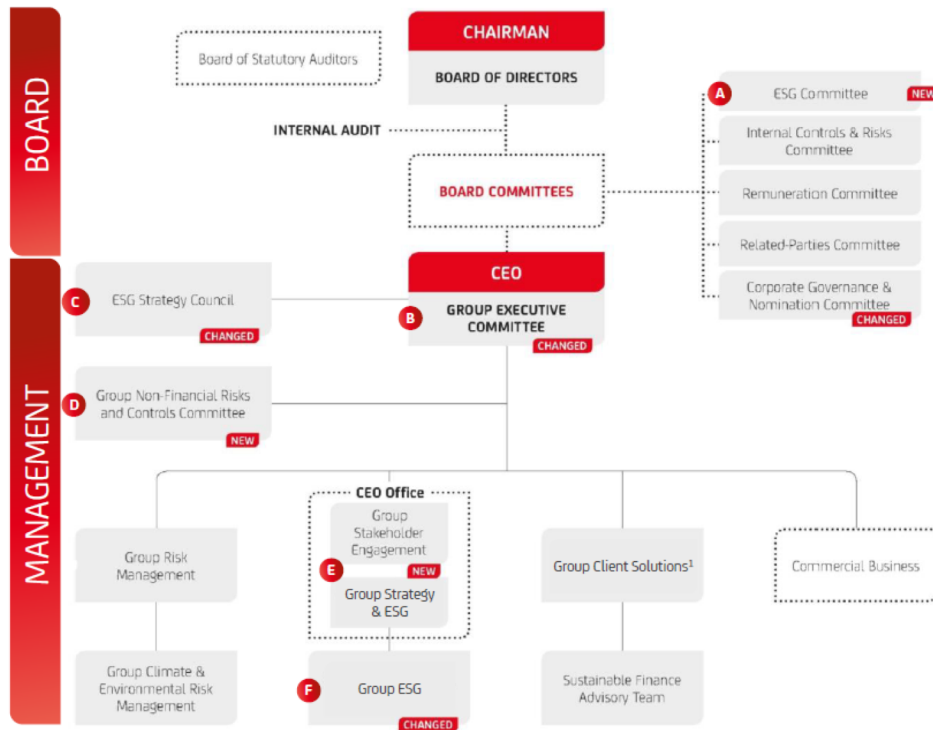 BOARD
CHAIRMAN
BOARD OF DIRECTORS
Board of Statutory Auditors
INTERNAL AUDIT
BOARD COMMITTEES
A
ESG Committee
NEW
Internal Controls & Risks
Committee
Remuneration Committee
Related-Parties Committee
Corporate Governance &
Nomination Committee
CHANGED
MANAGEMENT
CEO
B
GROUP EXECUTIVE
COMMITTEE
CHANGED
C
ESG Strategy Council
CHANGED
D
Group Non-Financial Risks
and Controls Committee
NEW
Group Risk
Management
Group Climate &
Environmental Risk
Management
CEO Office
Group
Stakeholder
Engagement
NEW
E
Group Strategy
& ESG
F
Group ESG
CHANGED
Group Client Solutions¹
Sustainable Finance
Advisory Team
Commercial Business